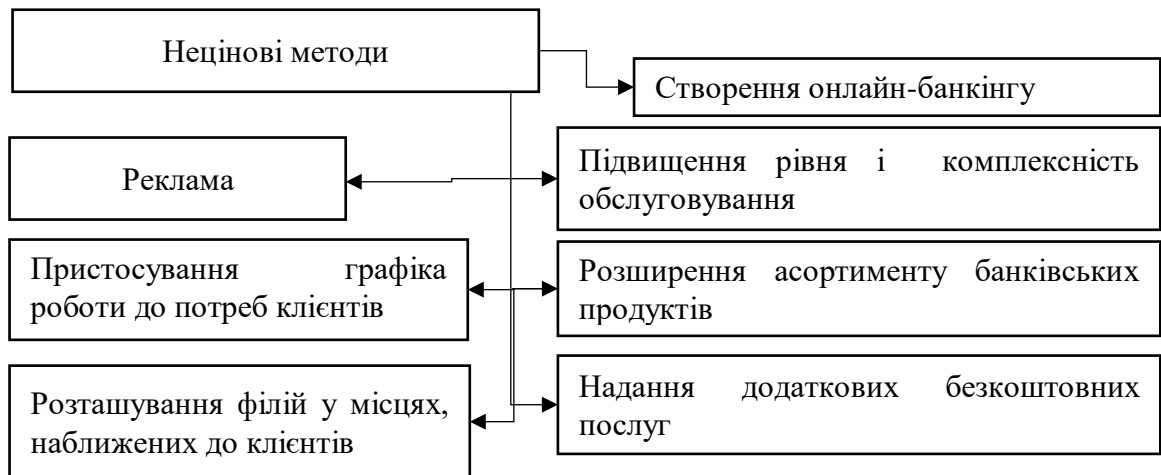 Нецінові методи
Створення онлайн-банкінгу
Реклама
Підвищення рівня і комплексність
обслуговування
Пристосування графіка
роботи до потреб клієнтів
Розширення асортименту банківських
продуктів
Розташування філій у місцях,
наближених до клієнтів
Надання додаткових безкоштовних
послуг